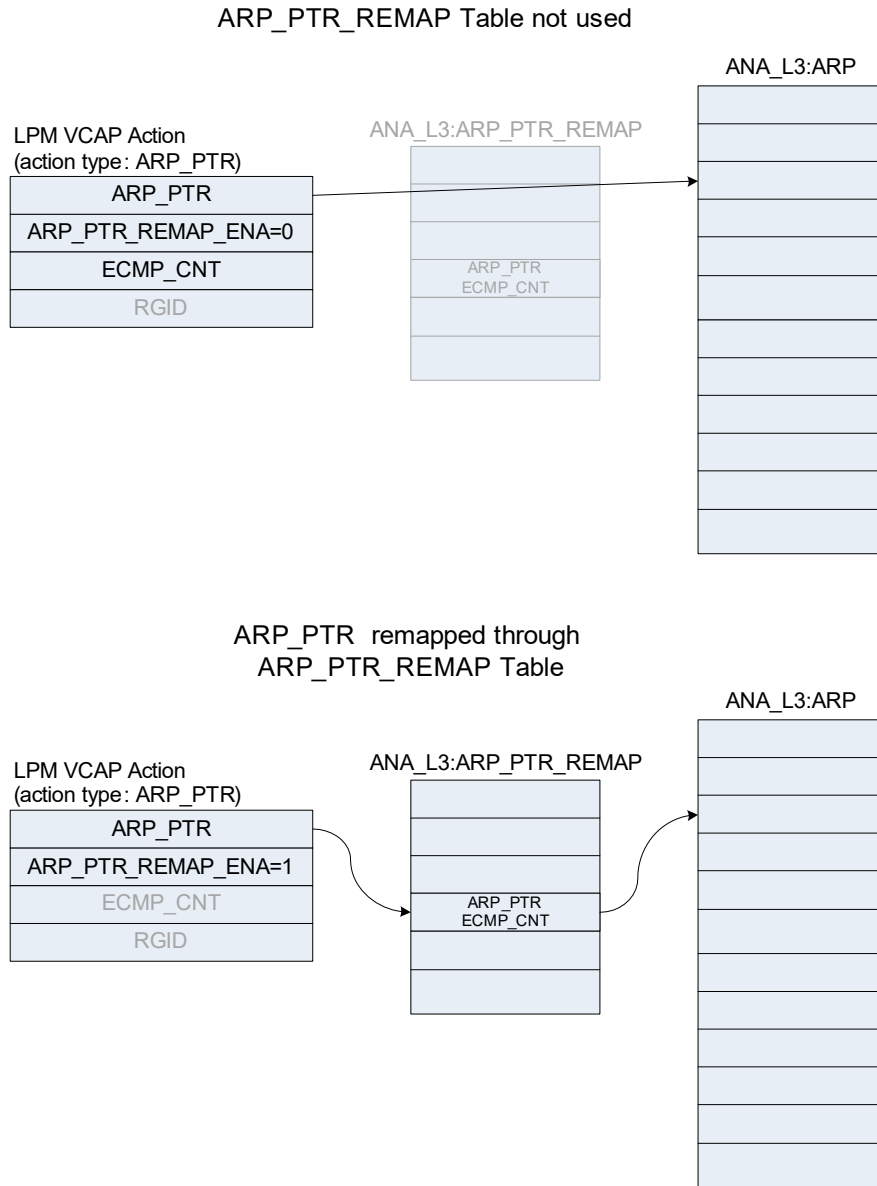 ARP_PTR_REMAP Table not used
ANA_L3:ARP
LPM VCAP Action
(action type: ARP_PTR)
ANA_L3:ARP_PTR_REMAP
ARP_PTR
ARP_PTR_REMAP_ENA=0
ECMP_CNT
RGID
ARP_PTR
ECMP_CNT
ARP_PTR remapped through
ARP_PTR_REMAP Table
ANA_L3:ARP
LPM VCAP Action
(action type: ARP_PTR)
ANA_L3:ARP_PTR_REMAP
ARP_PTR
ARP_PTR_REMAP_ENA=1
ECMP_CNT
RGID
ARP_PTR
ECMP_CNT